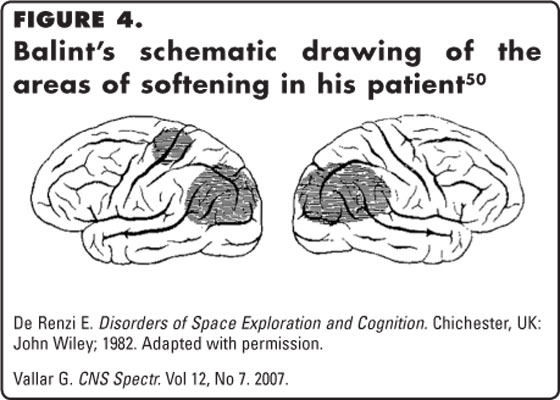 FIGURE 4.
Balint’s schematic drawing of the
areas of softening in his patient⁵⁰
De Renzi E. Disorders of Space Exploration and Cognition. Chichester, UK:
John Wiley; 1982. Adapted with permission.
Vallar G. CNS Spectr. Vol 12, No 7. 2007.